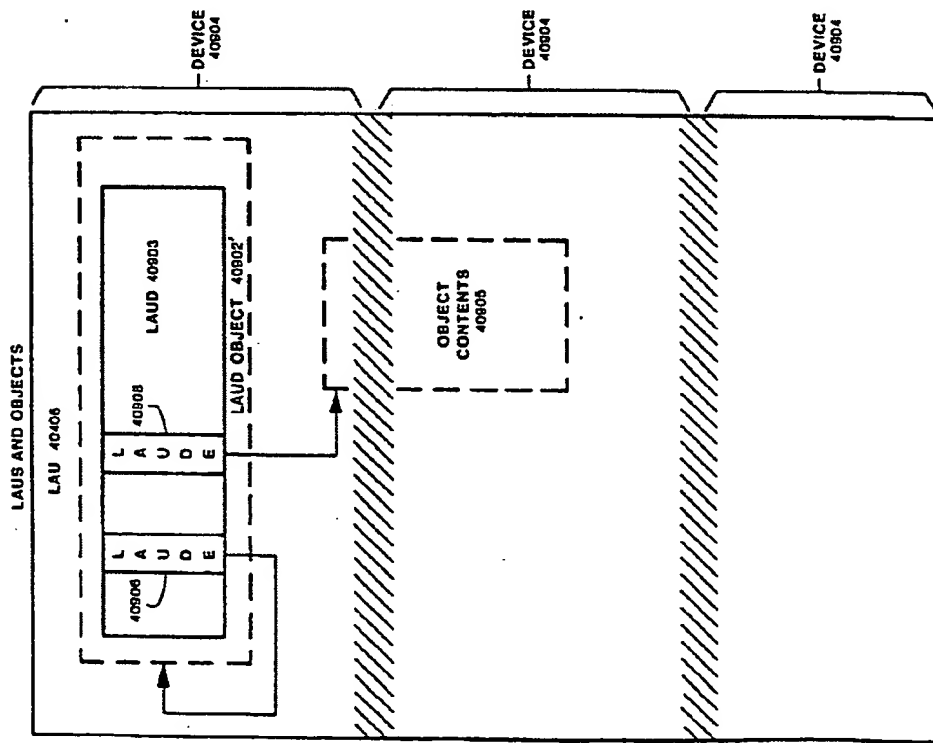 LAUS AND OBJECTS
LAU 40406
40906
L A U D E
40908
L A U D E
LAUD 40903
LAUD OBJECT 40902'
OBJECT
CONTENTS
40905
DEVICE
40904
DEVICE
40904
DEVICE
40904